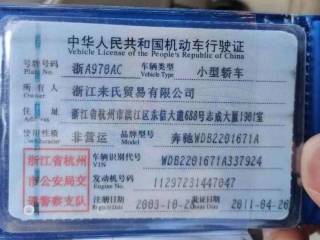 中华人民共和国机动车行驶证
Vehicle License of the People's Republic of China
号牌号码 浙A978AC 车辆类型 小型轿车
Plate No. Vehicle Type
所有人 浙江来氏贸易有限公司
Owner
住址 浙江省杭州市滨江区东信大道688号志成大厦1901室
Address
使用性质 非营运 品牌型号 奔驰WDB2201671A
浙江省杭州市公安局交通警察支队
车辆识别代号 WDB2201671A337924
VIN
发动机号码 11297231447047
Engine No.
注册日期 2003-10-28 发证日期 2011-04-26
Register Date Issue Date